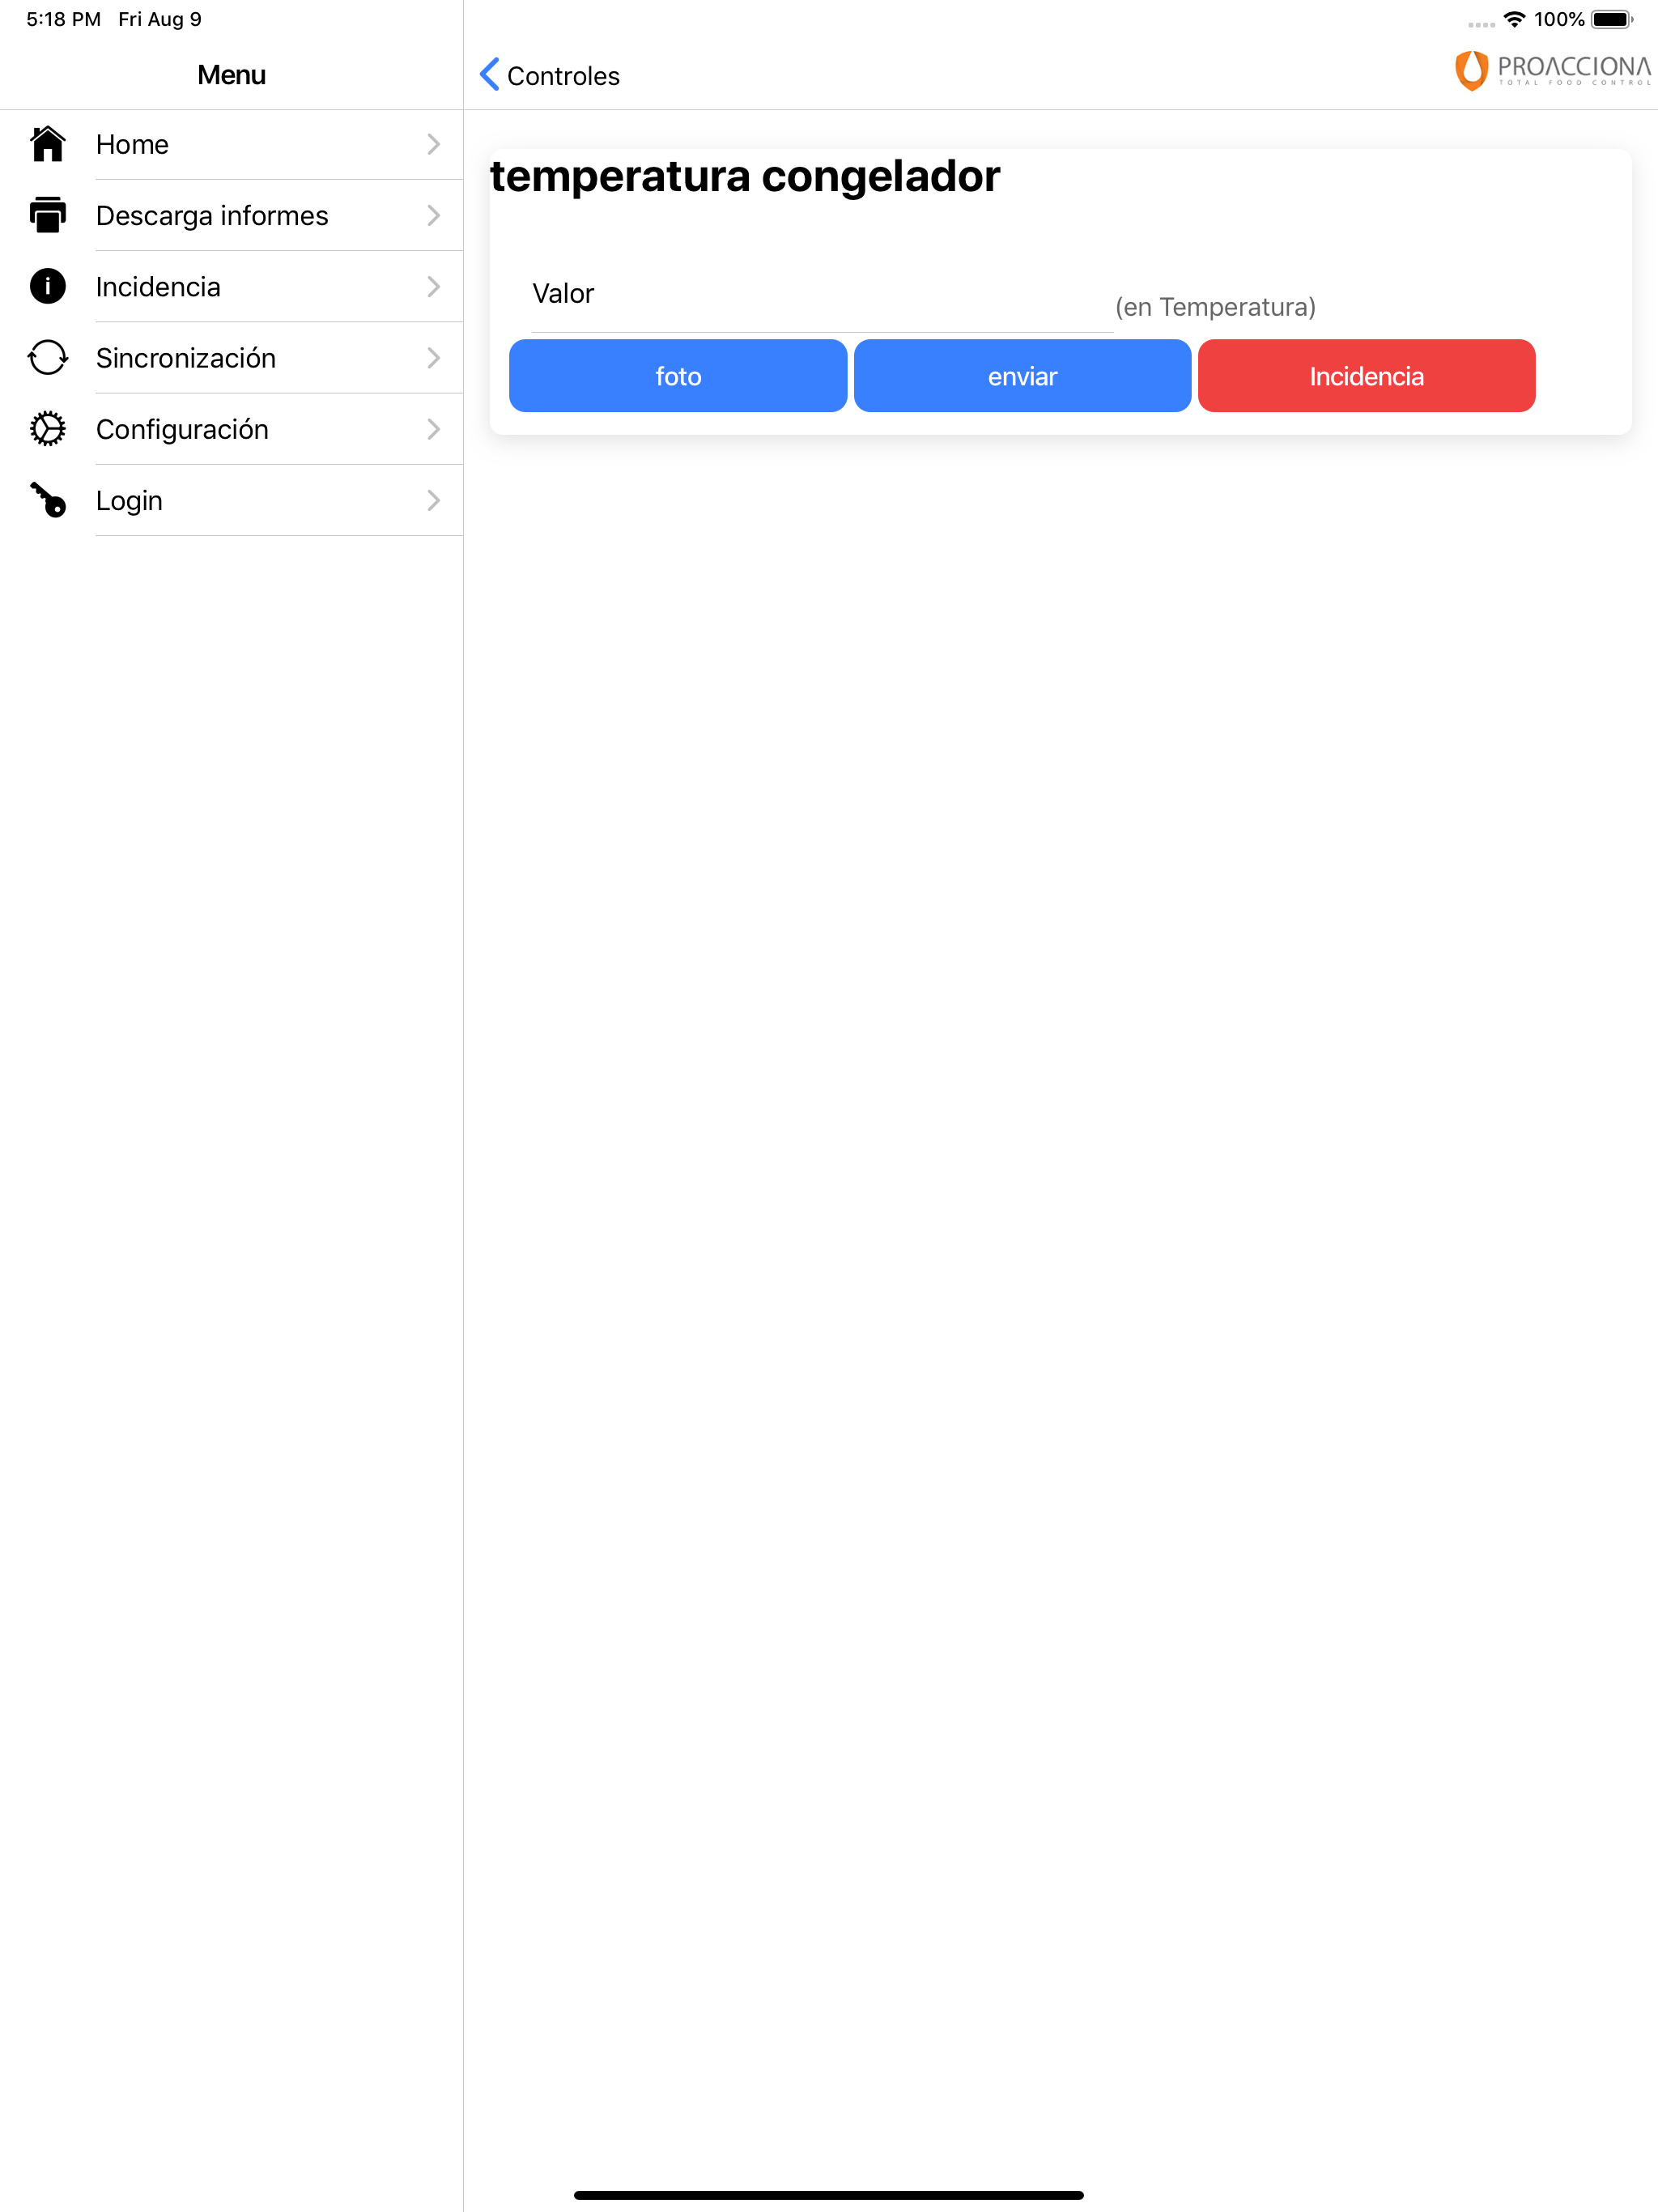 5:18 PM Fri Aug 9
100%
Menu
Controles
PROACCIONA
TOTAL FOOD CONTROL
Home
Descarga informes
Incidencia
Sincronización
Configuración
Login
temperatura congelador
Valor
(en Temperatura)
foto
enviar
Incidencia